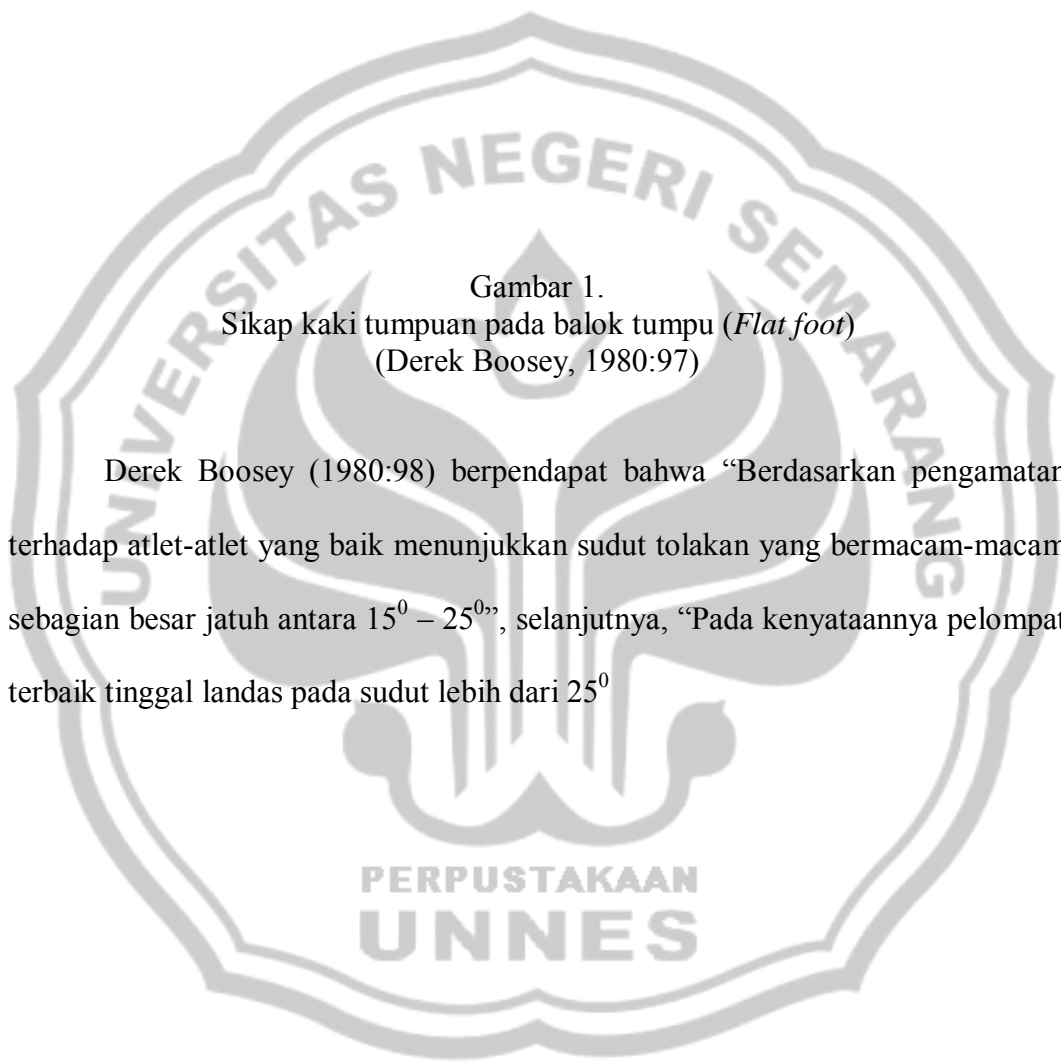 UNIVERSITAS NEGERI SEMARANG
Gambar 1.
Sikap kaki tumpuan pada balok tumpu (Flat foot)
(Derek Boosey, 1980:97)
Derek Boosey (1980:98) berpendapat bahwa “Berdasarkan pengamatan
terhadap atlet-atlet yang baik menunjukkan sudut tolakan yang bermacam-macam
sebagian besar jatuh antara 15⁰ – 25⁰”, selanjutnya, “Pada kenyataannya pelompat
terbaik tinggal landas pada sudut lebih dari 25⁰
PERPUSTAKAAN
UNNES